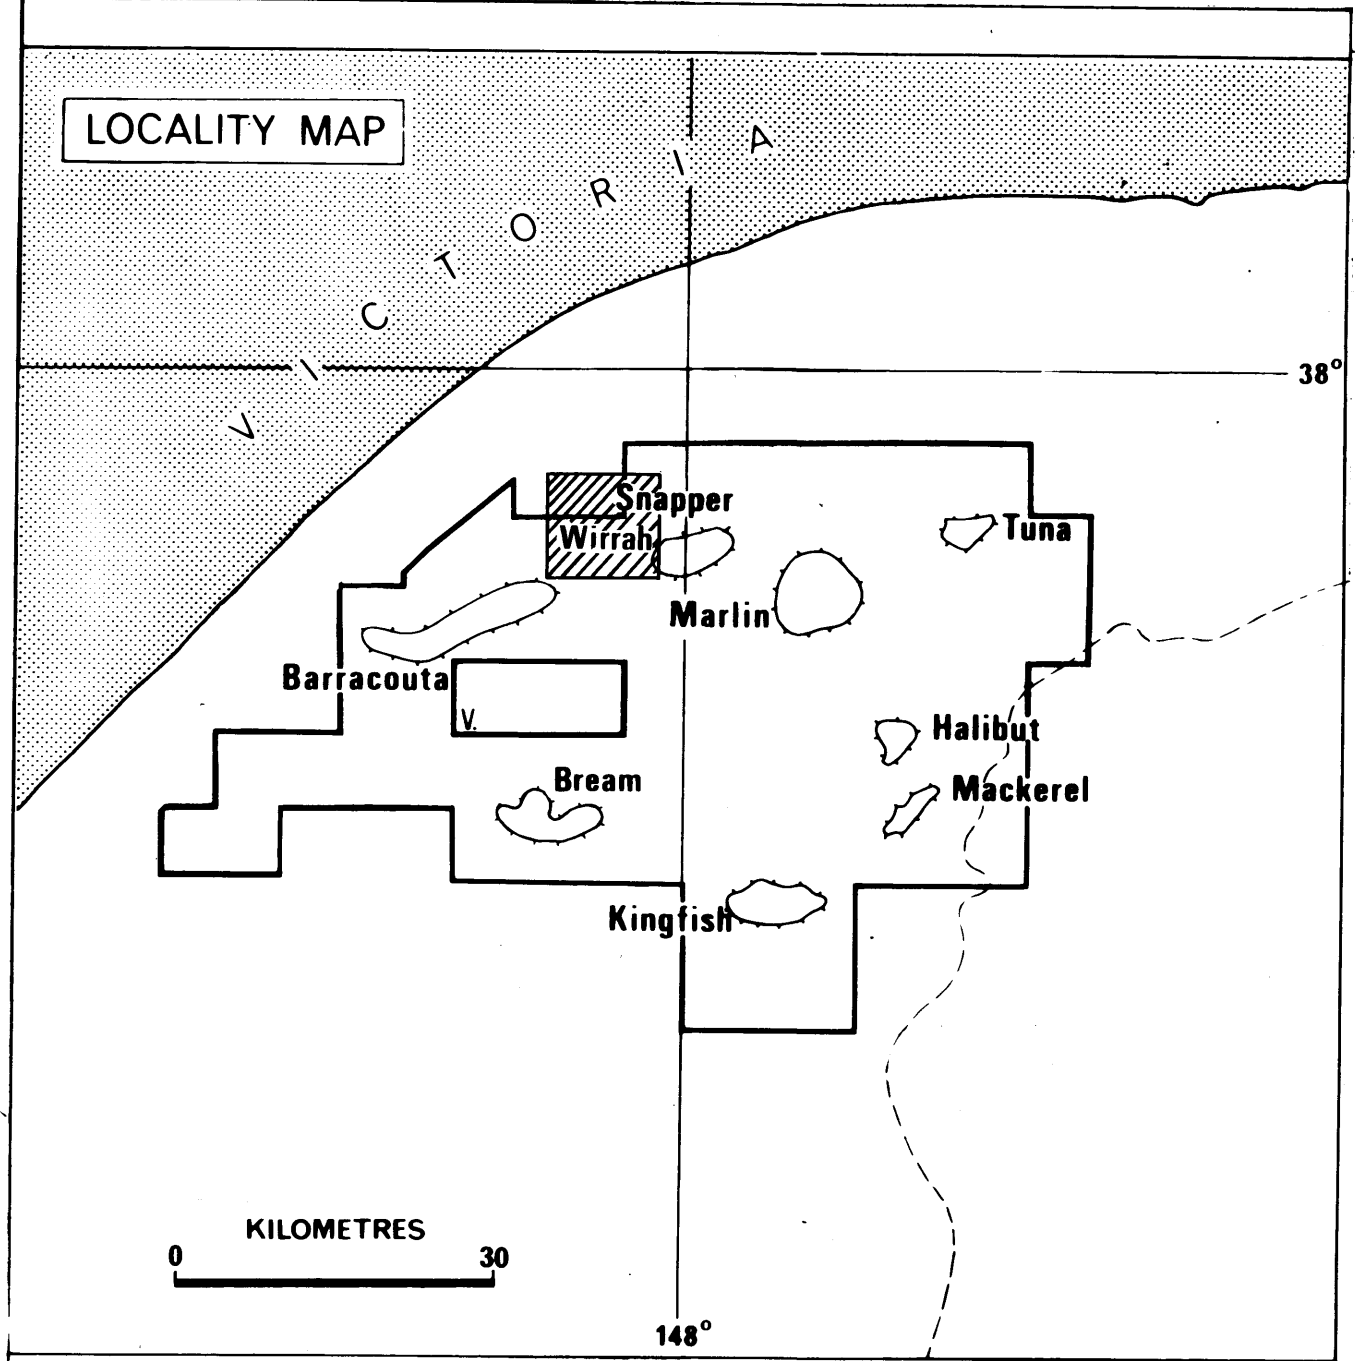 LOCALITY MAP
VICTORIA
38°
Snapper
Wirrah
Tuna
Marlin
Barracouta
V.
Halibut
Bream
Mackerel
Kingfish
KILOMETRES
0 30
148°